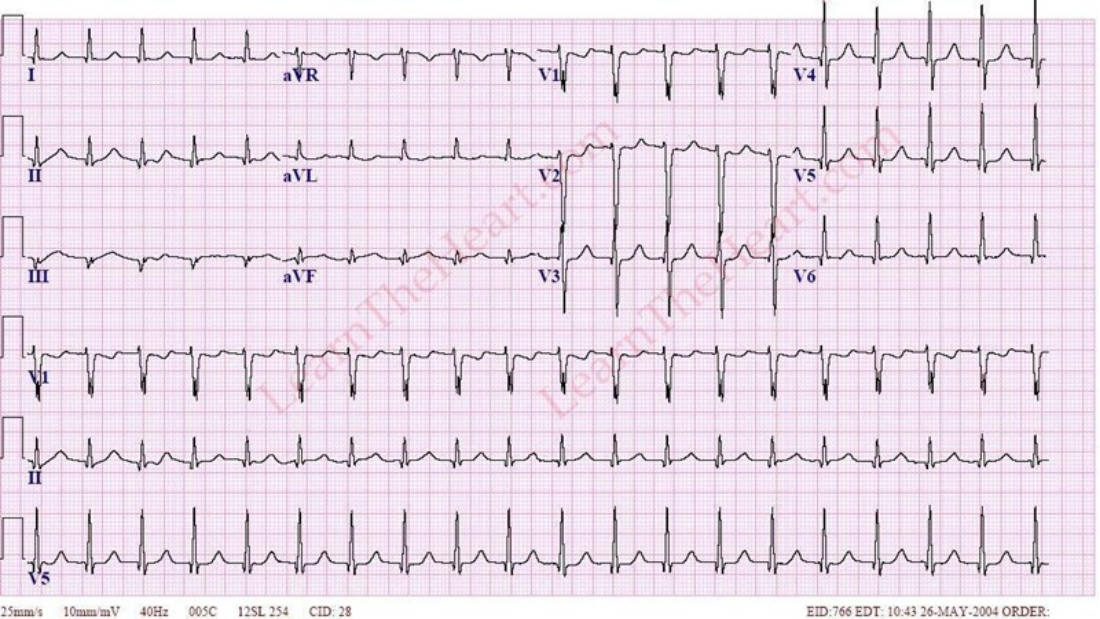 I aVR V1 V4
II aVL V2 V5
III aVF V3 V6
V1
II
V5
LearnTheHeart.com
LearnTheHeart.com
25mm/s 10mm/mV 40Hz 005C 12SL 254 CID: 28 EID:766 EDT: 10:43 26-MAY-2004 ORDER: